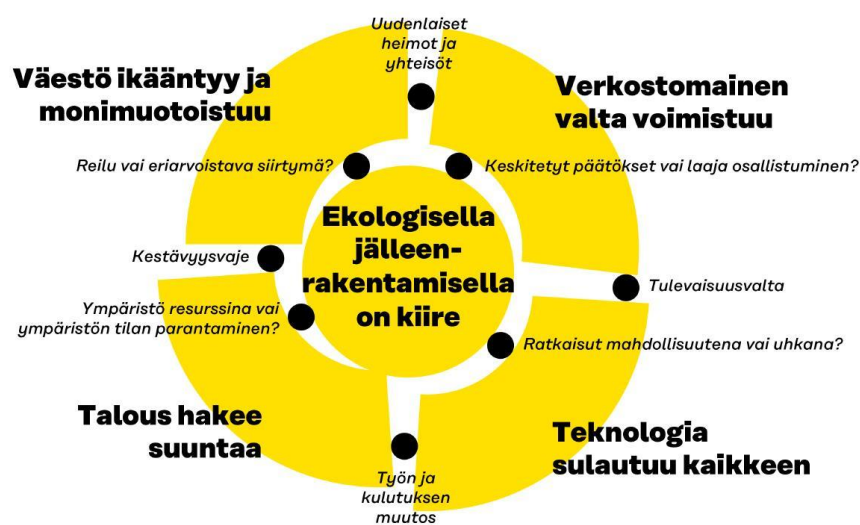 Uudenlaiset
heimot ja
yhteisöt
Väestö ikääntyy ja
monimuotoistuu
Verkostomainen
valta voimistuu
Reilu vai eriarvoistava siirtymä?
Keskitetyt päätökset vai laaja osallistuminen?
Ekologisella
jälleen-
rakentamisella
on kiire
Kestävyysvaje
Tulevaisuusvalta
Ympäristö resurssina vai
ympäristön tilan parantaminen?
Ratkaisut mahdollisuutena vai uhkana?
Talous hakee
suuntaa
Teknologia
sulautuu kaikkeen
Työn ja
kulutuksen
muutos